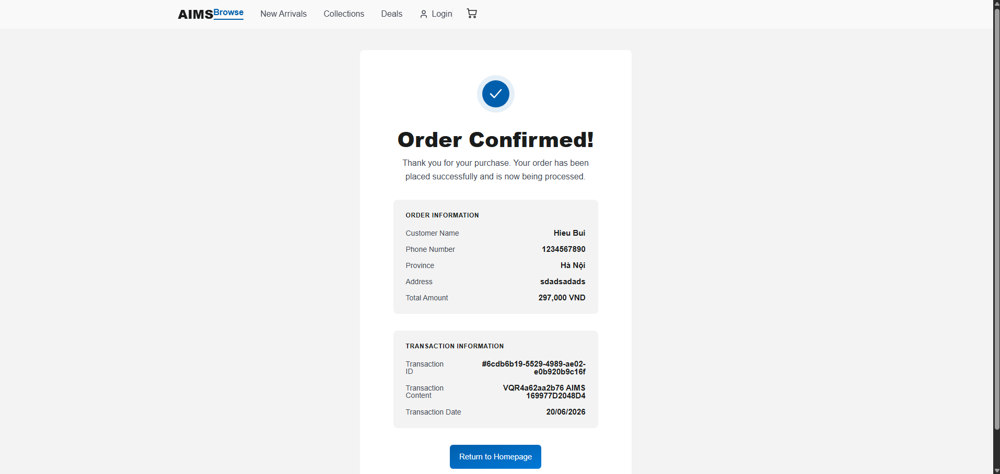 AIMS Browse New Arrivals Collections Deals Login
Order Confirmed!
Thank you for your purchase. Your order has been
placed successfully and is now being processed.
ORDER INFORMATION
Customer Name Hieu Bui
Phone Number 1234567890
Province Hà Nội
Address sdadsadads
Total Amount 297,000 VND
TRANSACTION INFORMATION
Transaction ID #6cdb6b19-5529-4989-ae02-
e0b920b9c16f
Transaction Content VQR4a62aa2b76 AIMS
169977D2048D4
Transaction Date 20/06/2026
Return to Homepage